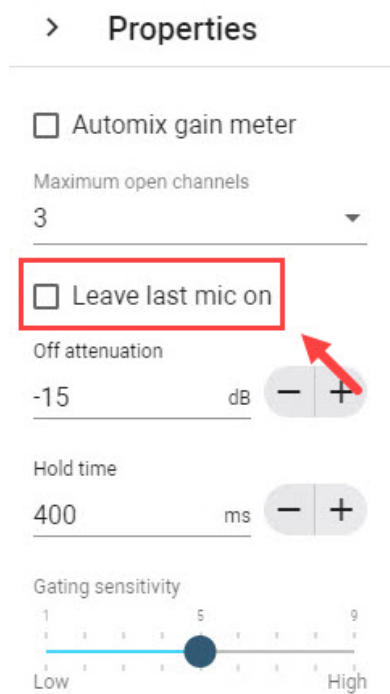 Properties
Automix gain meter
Maximum open channels
3
Leave last mic on
Off attenuation
-15 dB
Hold time
400 ms
Gating sensitivity
1 5 9
Low High